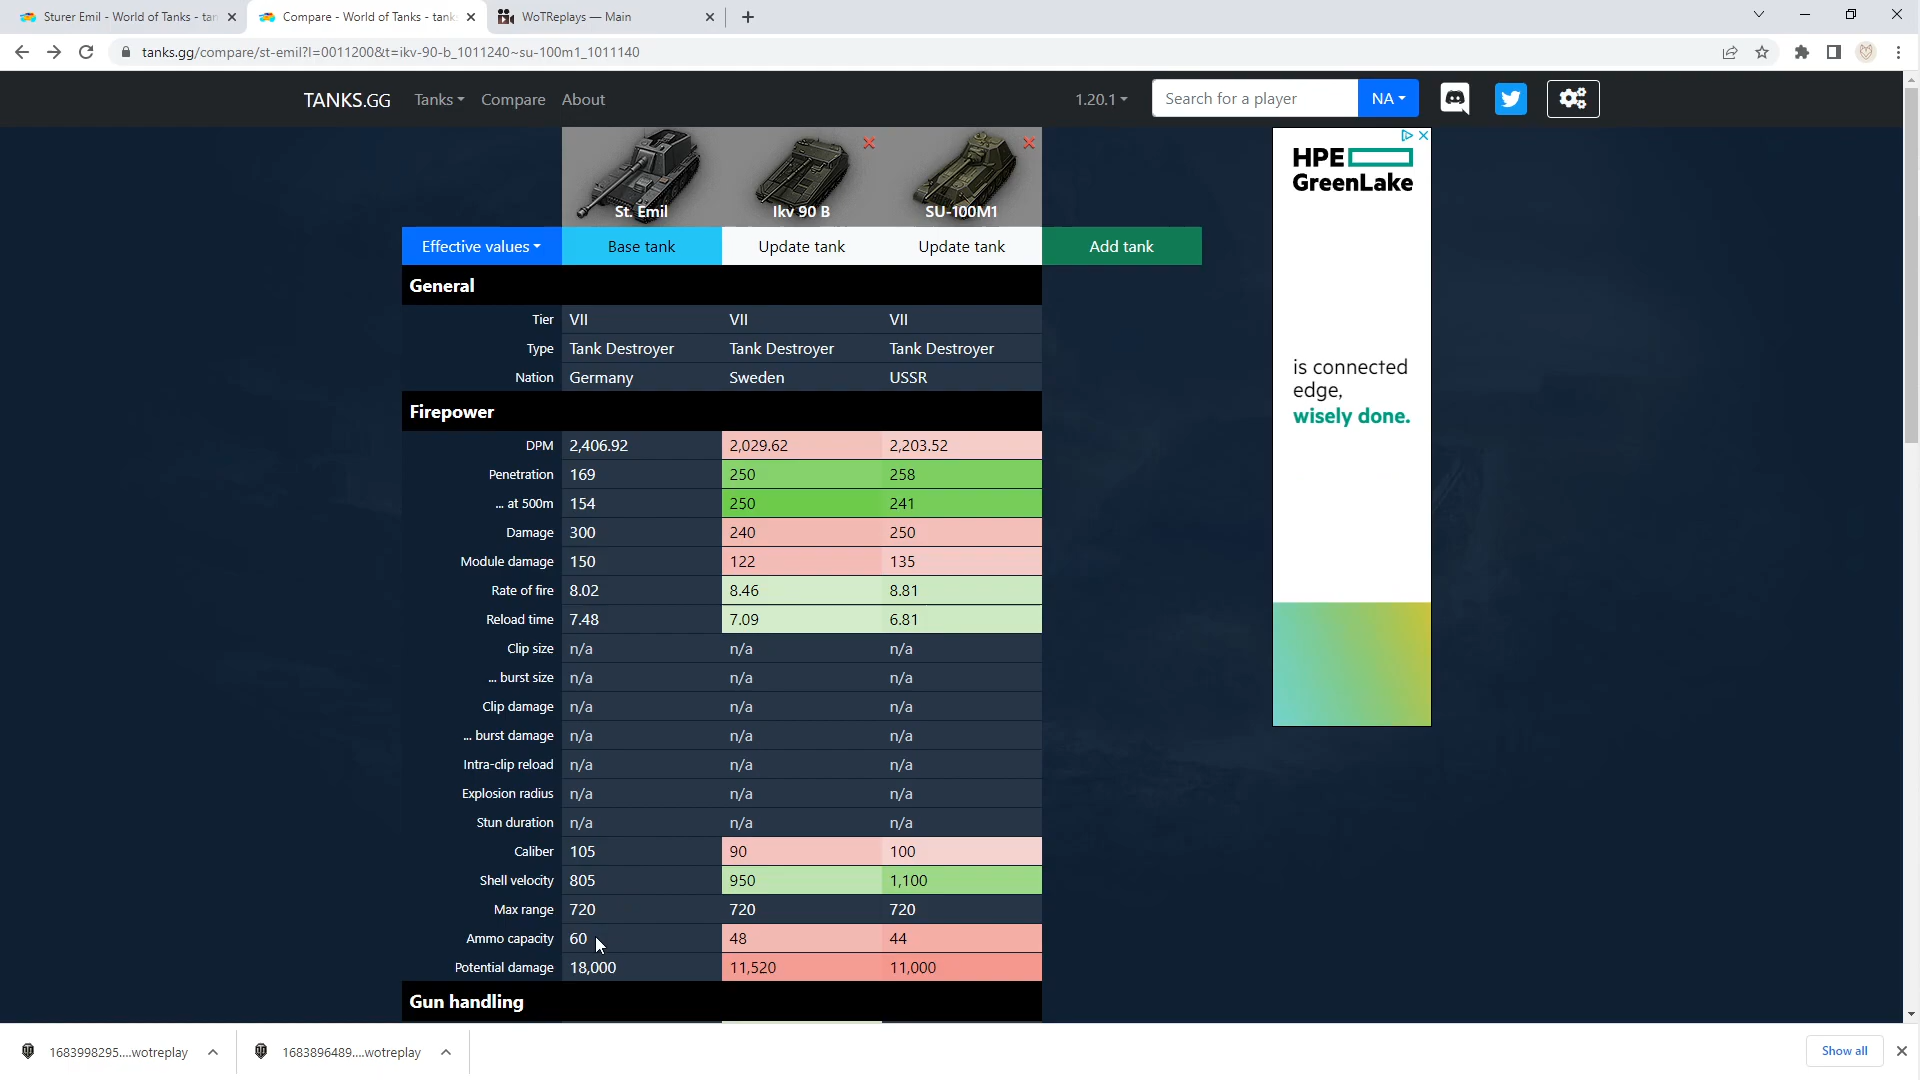 Sturer Emil - World of Tanks - tan
Compare - World of Tanks - tanks
WoTReplays — Main
tanks.gg/compare/st-emil?l=0011200&t=ikv-90-b_1011240~su-100m1_1011140
TANKS.GG
Tanks
Compare
About
1.20.1
Search for a player
NA
St. Emil
Ikv 90 B
SU-100M1
Effective values
Base tank
Update tank
Update tank
Add tank
General
Tier VII VII VII
Type Tank Destroyer Tank Destroyer Tank Destroyer
Nation Germany Sweden USSR
Firepower
DPM 2,406.92 2,029.62 2,203.52
Penetration 169 250 258
... at 500m 154 250 241
Damage 300 240 250
Module damage 150 122 135
Rate of fire 8.02 8.46 8.81
Reload time 7.48 7.09 6.81
Clip size n/a n/a n/a
... burst size n/a n/a n/a
Clip damage n/a n/a n/a
... burst damage n/a n/a n/a
Intra-clip reload n/a n/a n/a
Explosion radius n/a n/a n/a
Stun duration n/a n/a n/a
Caliber 105 90 100
Shell velocity 805 950 1,100
Max range 720 720 720
Ammo capacity 60 48 44
Potential damage 18,000 11,520 11,000
Gun handling
HPE
GreenLake
is connected
edge,
wisely done.
1683998295....wotreplay
1683896489....wotreplay
Show all